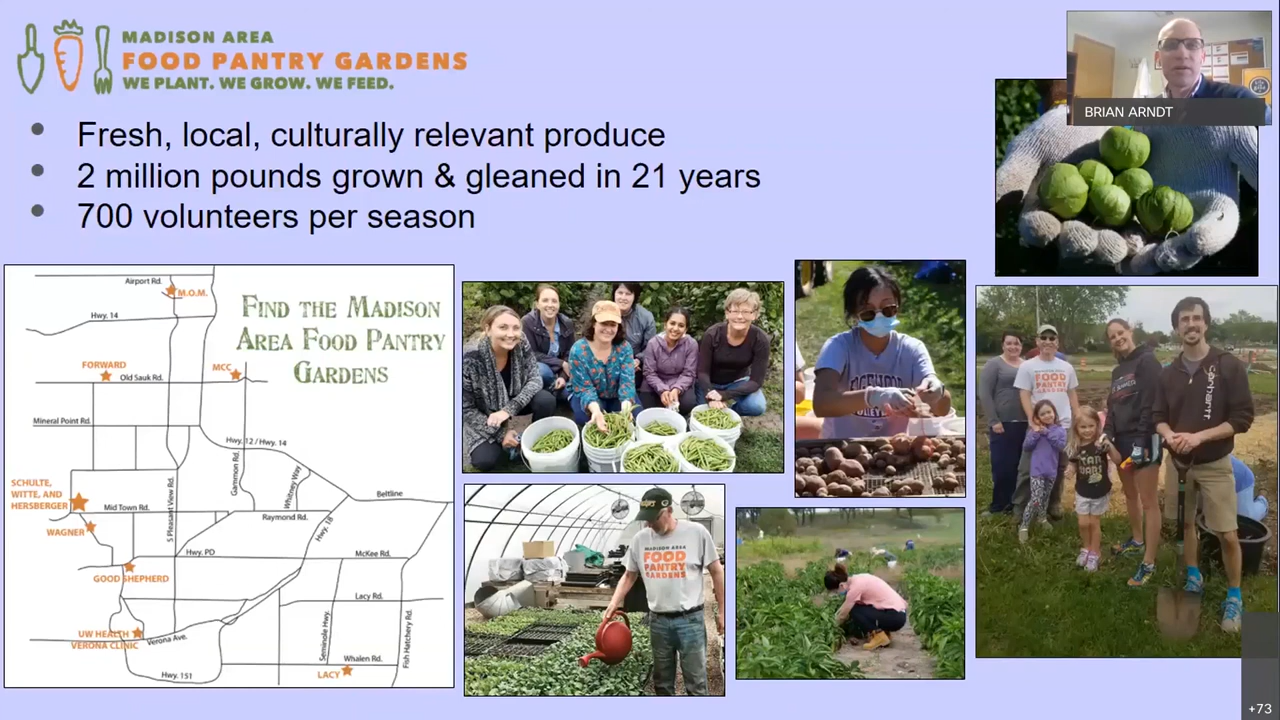 MADISON AREA
FOOD PANTRY GARDENS
WE PLANT. WE GROW. WE FEED.
BRIAN ARNDT
• Fresh, local, culturally relevant produce
• 2 million pounds grown & gleaned in 21 years
• 700 volunteers per season
FIND THE MADISON
AREA FOOD PANTRY
GARDENS
Airport Rd.
M.O.M.
Hwy. 14
FORWARD
MCC
Old Sauk Rd.
Mineral Point Rd.
Hwy. 12 / Hwy. 14
Gammon Rd.
Whitney Way
SCHULTE,
WITTE, AND
HERSBERGER
S Pleasant View Rd.
Mid Town Rd.
Beltline
Raymond Rd.
Hwy. 18
WAGNER
Hwy. PD
McKee Rd.
GOOD SHEPHERD
Lacy Rd.
UW HEALTH
VERONA CLINIC
Verona Ave.
Seminole Hwy.
Fish Hatchery Rd.
Whalen Rd.
LACY
Hwy. 151
MADISON AREA
FOOD
PANTRY
GARDENS
FOOD
PANTRY
carhartt
STAR
WARS
+73